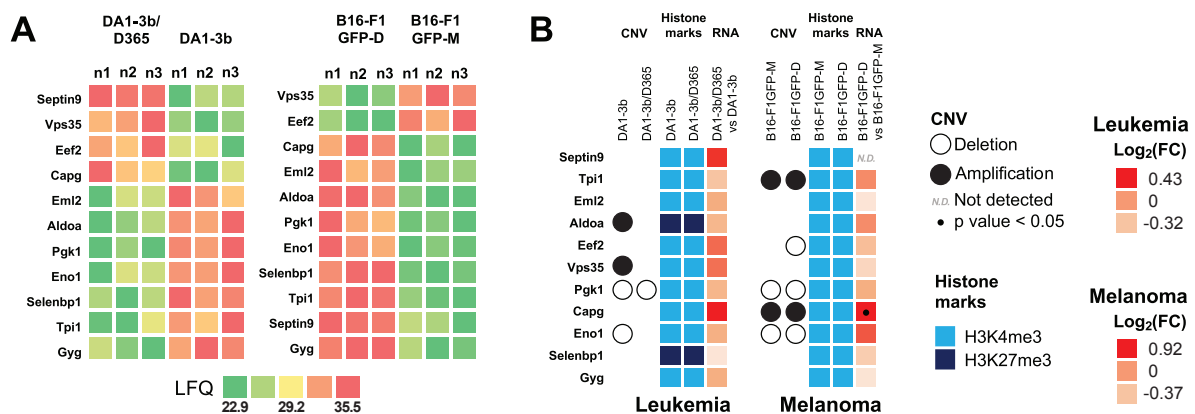 A
DA1-3b/
D365
DA1-3b
n1 n2 n3 n1 n2 n3
Septin9
Vps35
Eef2
Capg
Eml2
Aldoa
Pgk1
Eno1
Selenbp1
Tpi1
Gyg
B16-F1
GFP-D
B16-F1
GFP-M
n1 n2 n3 n1 n2 n3
Vps35
Eef2
Capg
Eml2
Aldoa
Pgk1
Eno1
Selenbp1
Tpi1
Septin9
Gyg
LFQ
22.9 29.2 35.5
B
CNV
Histone
marks
RNA
CNV
Histone
marks
RNA
DA1-3b
DA1-3b/D365
DA1-3b
DA1-3b/D365
DA1-3b/D365
vs DA1-3b
B16-F1GFP-M
B16-F1GFP-D
B16-F1GFP-M
B16-F1GFP-D
B16-F1GFP-D
vs B16-F1GFP-M
Septin9
N.D.
Tpi1
Eml2
Aldoa
Eef2
Vps35
Pgk1
Capg
Eno1
Selenbp1
Gyg
Leukemia
Melanoma
CNV
Deletion
Amplification
N.D. Not detected
p value < 0.05
Histone
marks
H3K4me3
H3K27me3
Leukemia
Log2(FC)
0.43
0
-0.32
Melanoma
Log2(FC)
0.92
0
-0.37